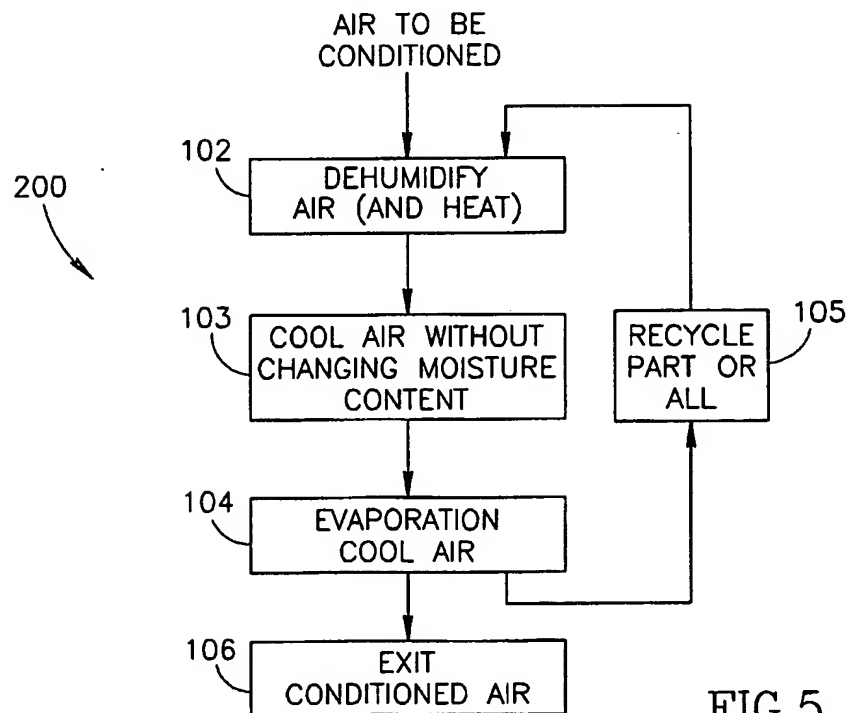 AIR TO BE
CONDITIONED
102
DEHUMIDIFY
AIR (AND HEAT)
200
103
COOL AIR WITHOUT
CHANGING MOISTURE
CONTENT
RECYCLE
PART OR
ALL
105
104
EVAPORATION
COOL AIR
106
EXIT
CONDITIONED AIR
FIG.5